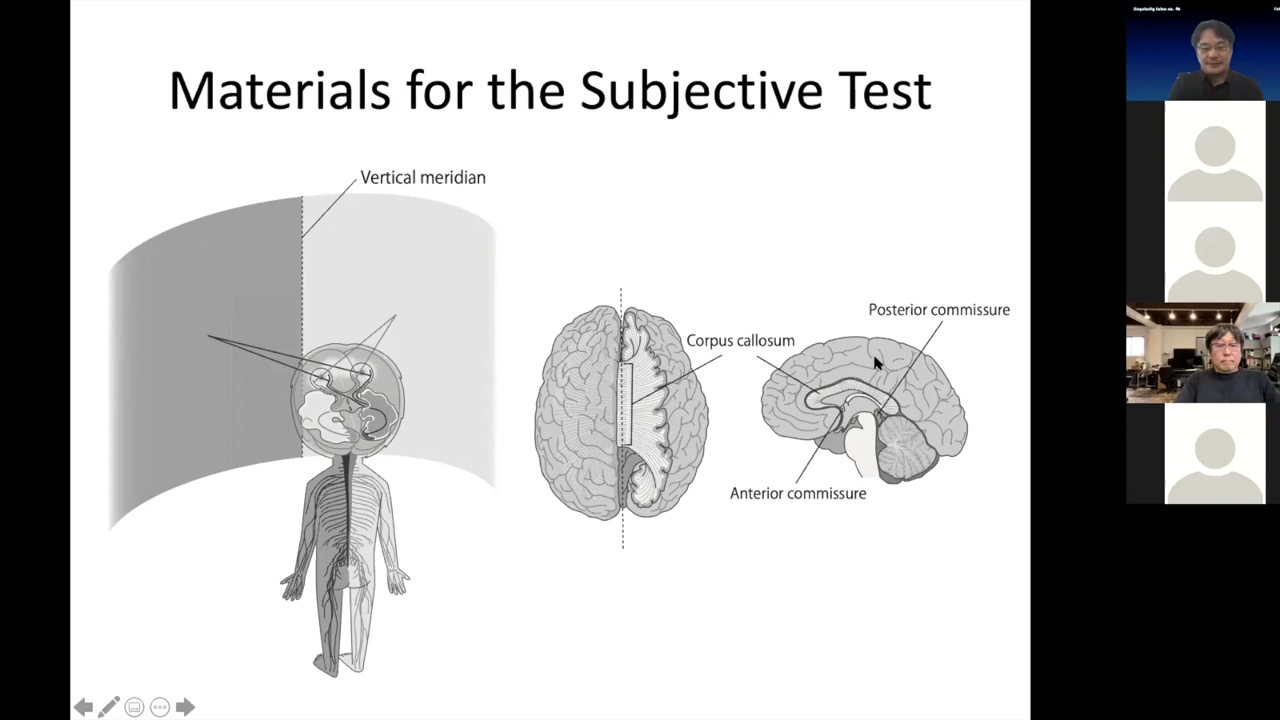 Materials for the Subjective Test
Vertical meridian
Posterior commissure
Corpus callosum
Anterior commissure